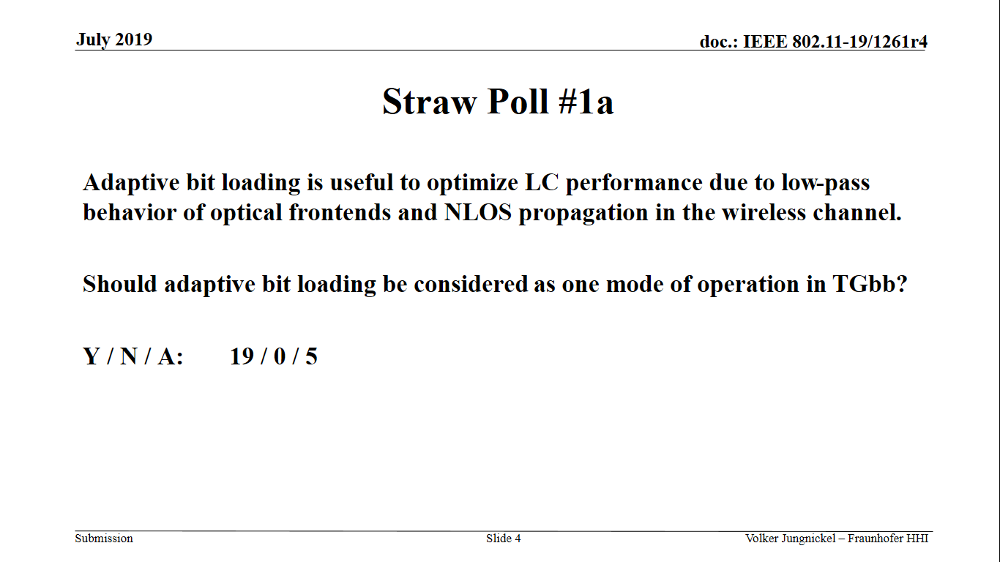 July 2019
doc.: IEEE 802.11-19/1261r4
Straw Poll #1a
Adaptive bit loading is useful to optimize LC performance due to low-pass
behavior of optical frontends and NLOS propagation in the wireless channel.
Should adaptive bit loading be considered as one mode of operation in TGbb?
Y / N / A: 19 / 0 / 5
Submission
Slide 4
Volker Jungnickel – Fraunhofer HHI